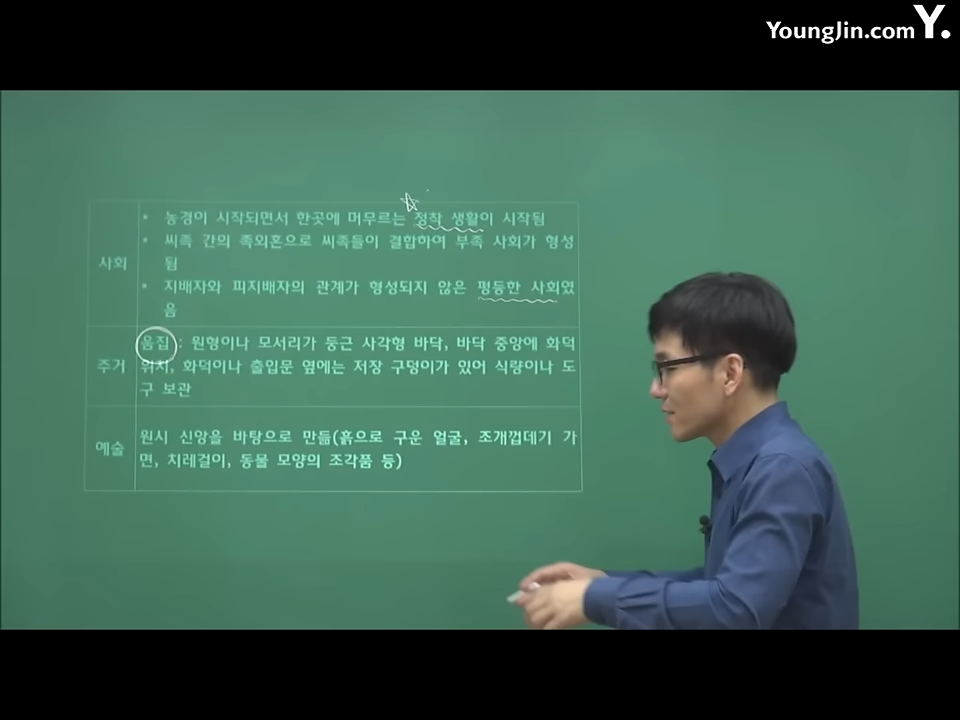 YoungJin.com Y.
• 농경이 시작되면서 한곳에 머무르는 정착 생활이 시작됨
• 씨족 간의 족외혼으로 씨족들이 결합하여 부족 사회가 형성
됨
사회
• 지배자와 피지배자의 관계가 형성되지 않은 평등한 사회였
음
움집 : 원형이나 모서리가 둥근 사각형 바닥, 바닥 중앙에 화덕
주거 위치, 화덕이나 출입문 옆에는 저장 구덩이가 있어 식량이나 도
구 보관
원시 신앙을 바탕으로 만듦(흙으로 구운 얼굴, 조개껍데기 가
예술
면, 치레걸이, 동물 모양의 조각품 등)